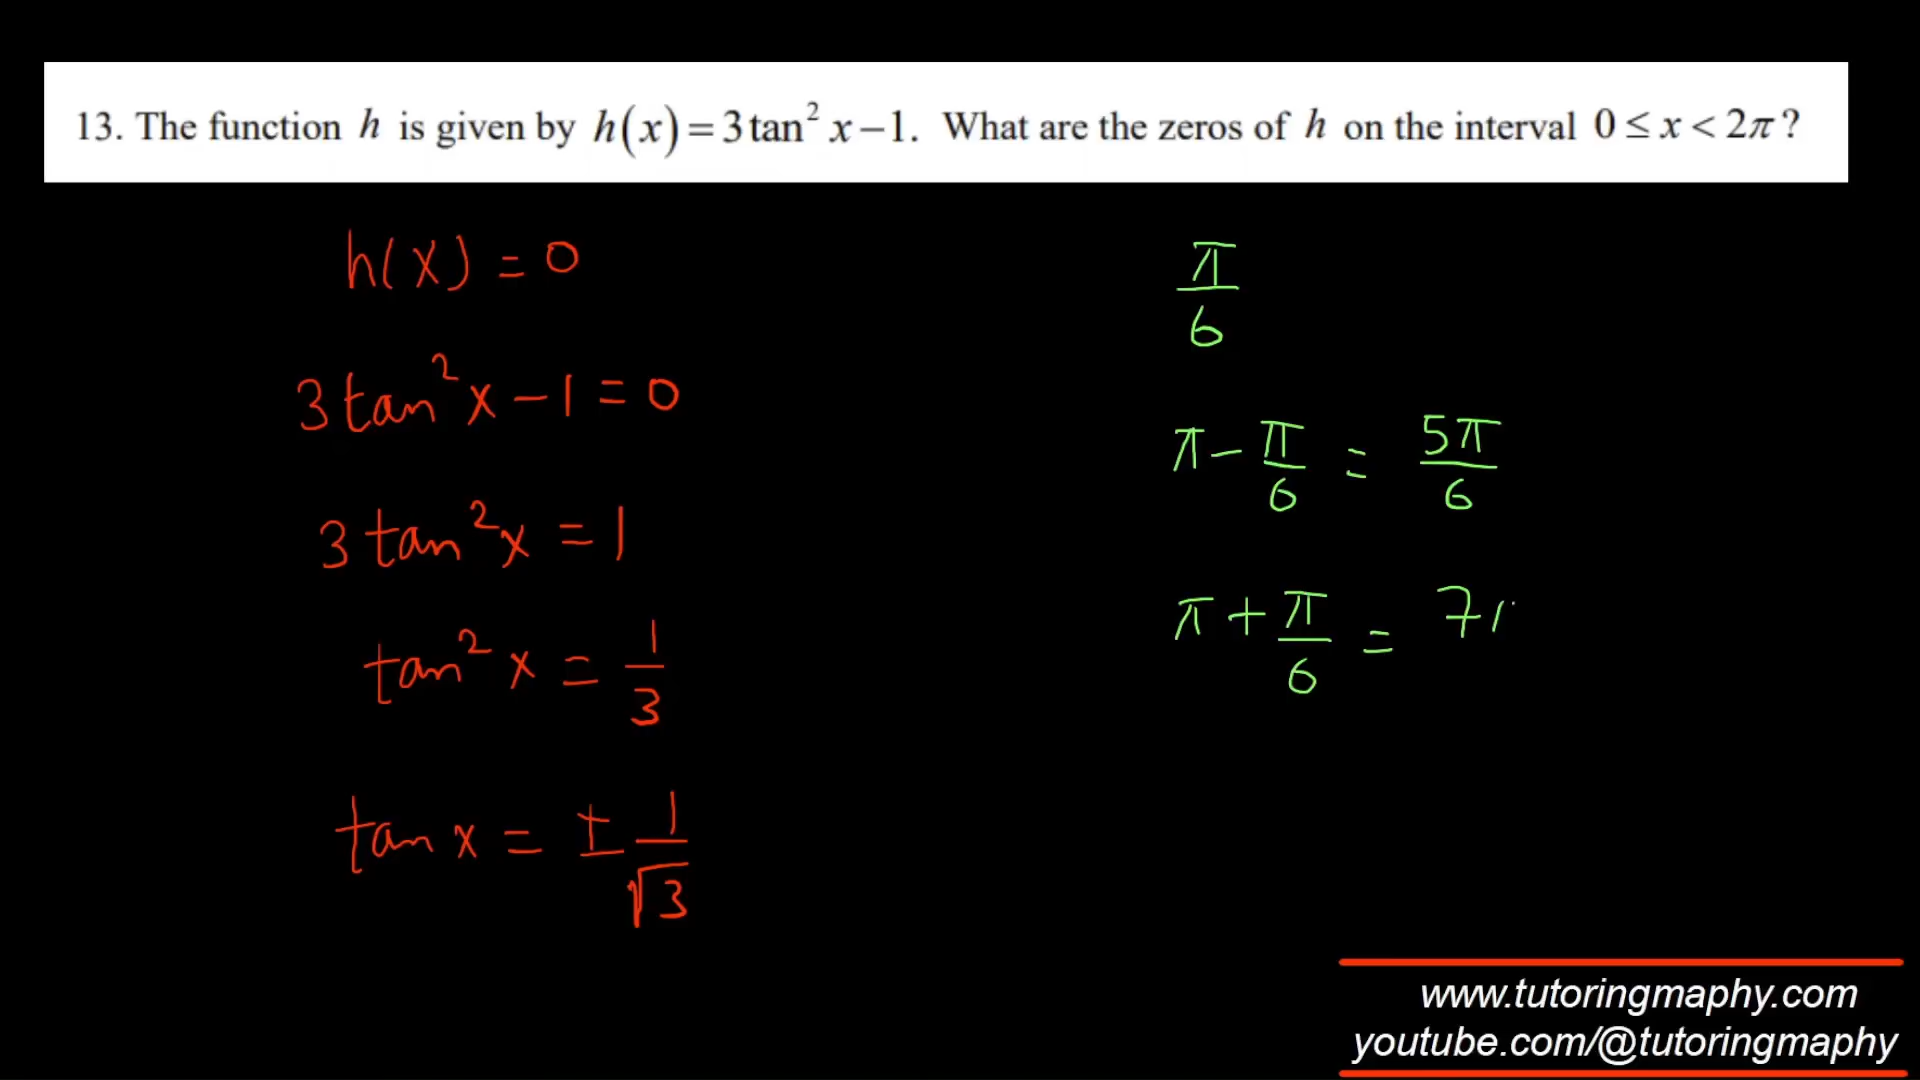 13. The function h is given by h(x)=3tan² x−1. What are the zeros of h on the interval 0≤x<2π?
h(x) = 0
3tan²x − 1 = 0
3tan²x = 1
tan²x = 1/3
tan x = ± 1/√3
π/6
π − π/6 = 5π/6
π + π/6 = 7
www.tutoringmaphy.com
youtube.com/@tutoringmaphy